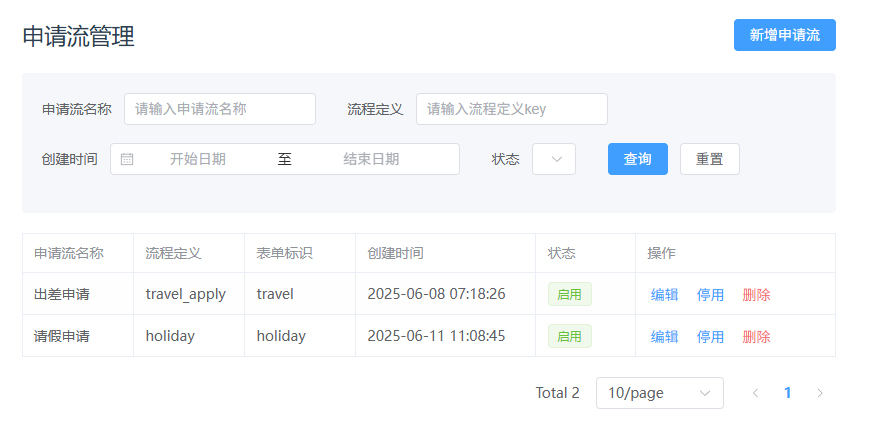 申请流管理 新增申请流
申请流名称 请输入申请流名称 流程定义 请输入流程定义key
创建时间 开始日期 至 结束日期 状态 查询 重置
申请流名称 流程定义 表单标识 创建时间 状态 操作
出差申请 travel_apply travel 2025-06-08 07:18:26 启用 编辑 停用 删除
请假申请 holiday holiday 2025-06-11 11:08:45 启用 编辑 停用 删除
Total 2 10/page 1